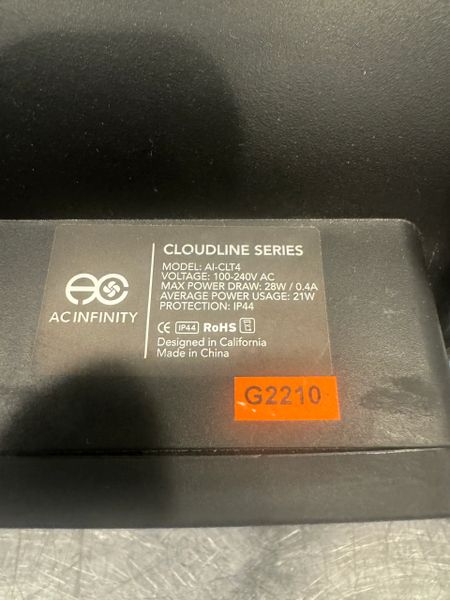 CLOUDLINE SERIES
MODEL: AI-CLT4
VOLTAGE: 100-240V AC
MAX POWER DRAW: 28W / 0.4A
AVERAGE POWER USAGE: 21W
PROTECTION: IP44
AC INFINITY
CE IP44 RoHS
Designed in California
Made in China
G2210